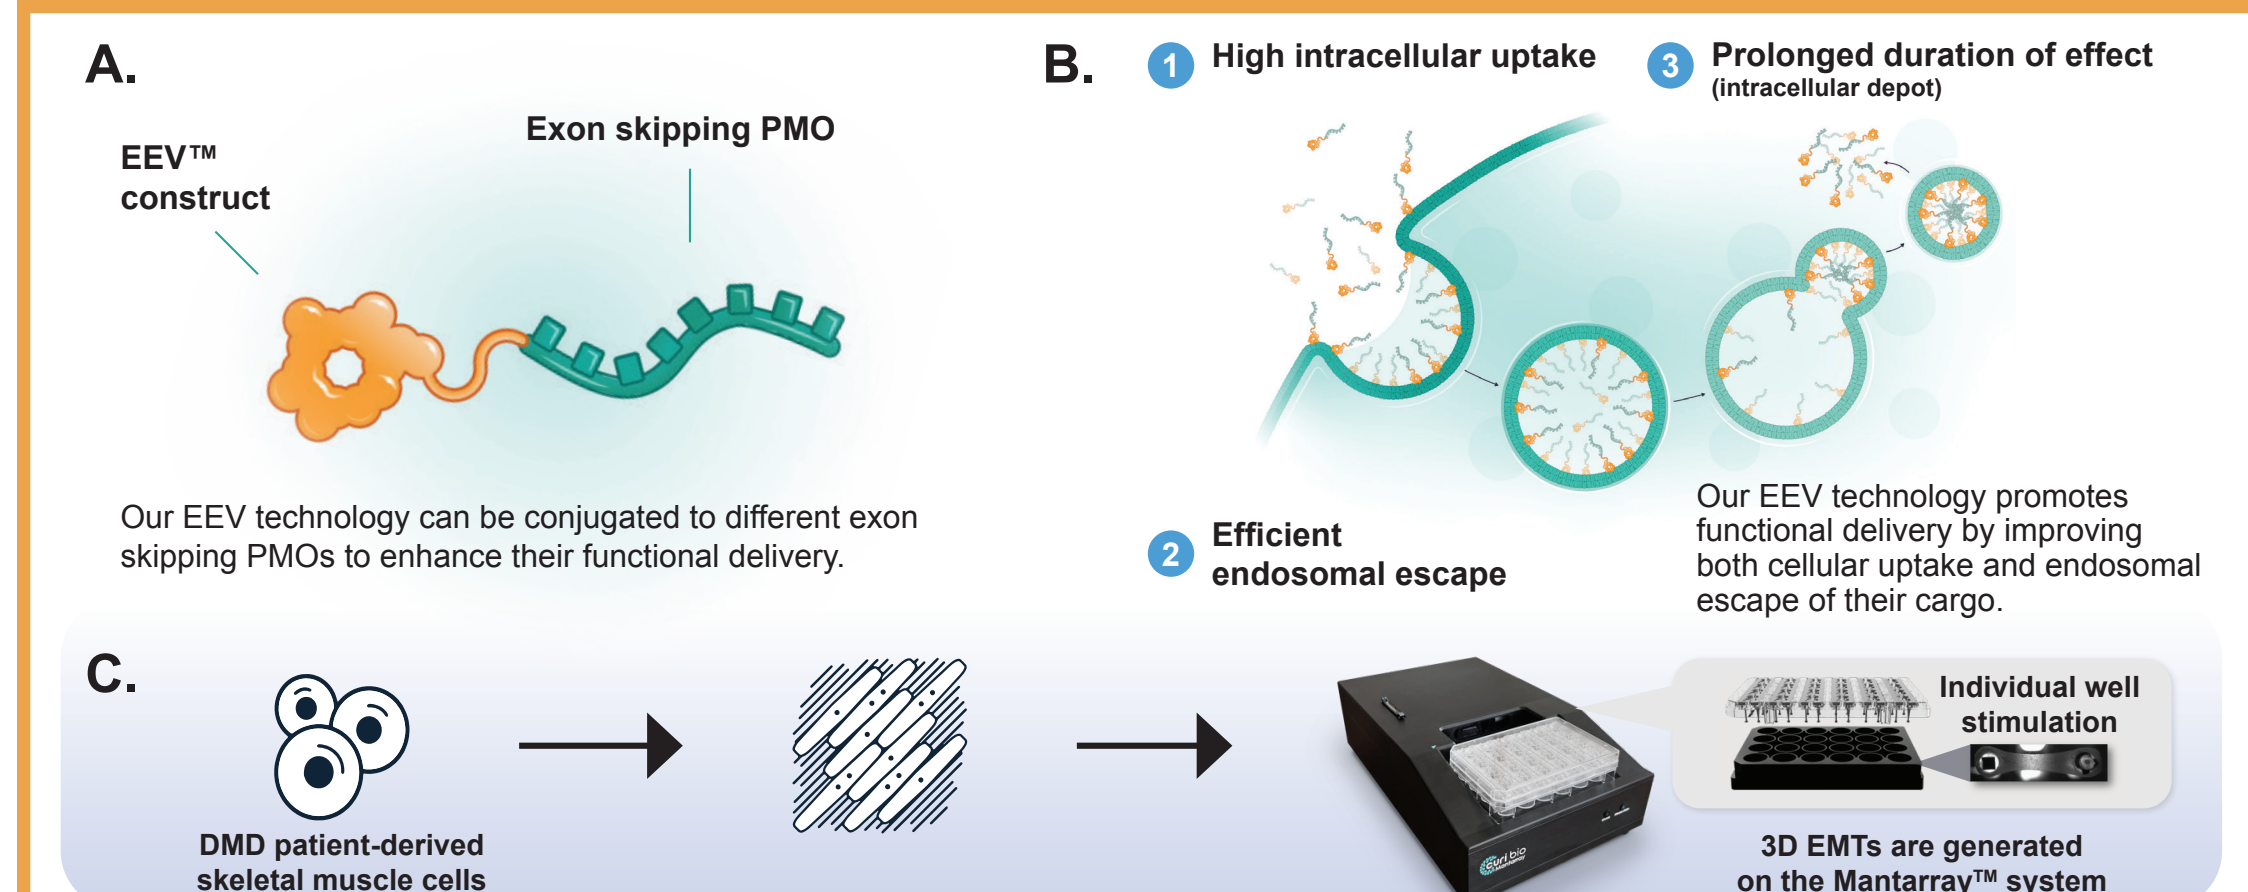 A.
EEV™
construct
Exon skipping PMO
Our EEV technology can be conjugated to different exon
skipping PMOs to enhance their functional delivery.
B.
1 High intracellular uptake
3 Prolonged duration of effect
(intracellular depot)
2 Efficient
endosomal escape
Our EEV technology promotes
functional delivery by improving
both cellular uptake and endosomal
escape of their cargo.
C.
DMD patient-derived
skeletal muscle cells
curi bio
Mantarray
Individual well
stimulation
3D EMTs are generated
on the Mantarray™ system